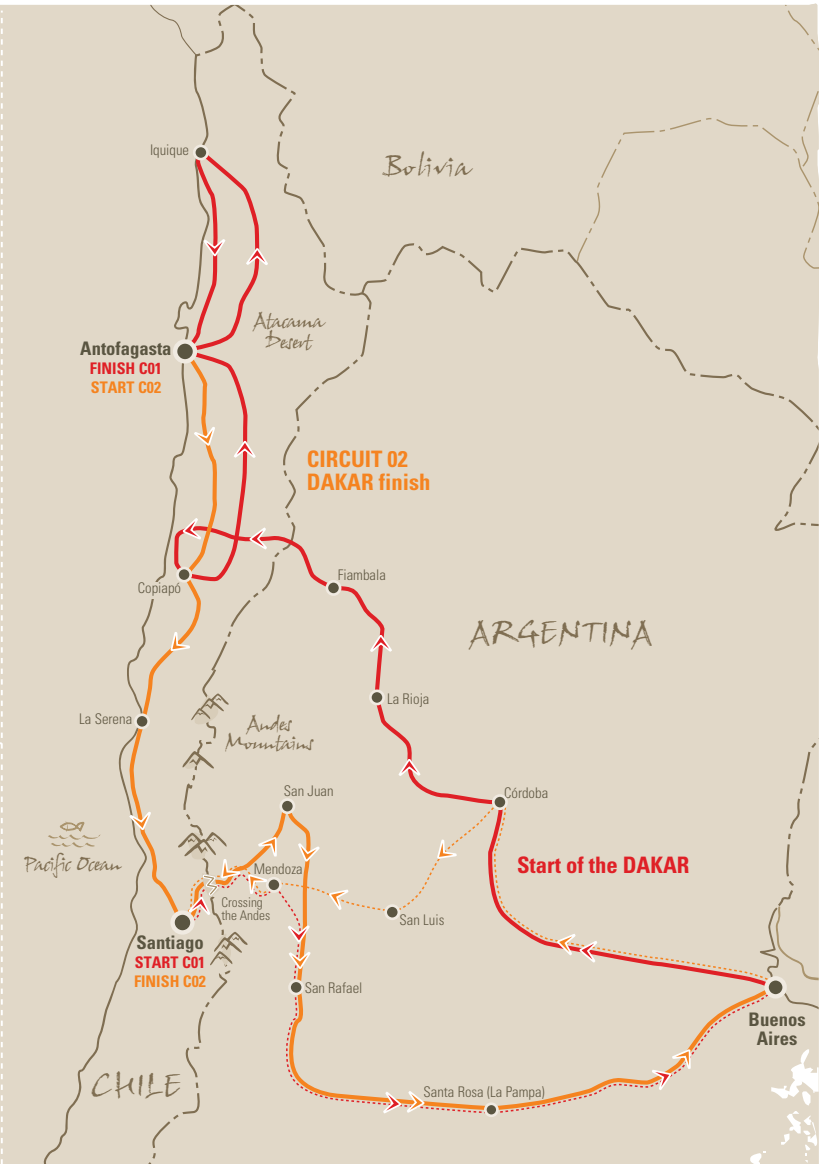 Iquique
Bolivia
Atacama
Desert
Antofagasta
FINISH C01
START C02
CIRCUIT 02
DAKAR finish
Fiambala
Copiapó
ARGENTINA
La Rioja
La Serena
Andes
Mountains
San Juan
Córdoba
Pacific Ocean
Mendoza
Start of the DAKAR
Crossing
the Andes
San Luis
Santiago
START C01
FINISH C02
San Rafael
Buenos
Aires
CHILE
Santa Rosa (La Pampa)